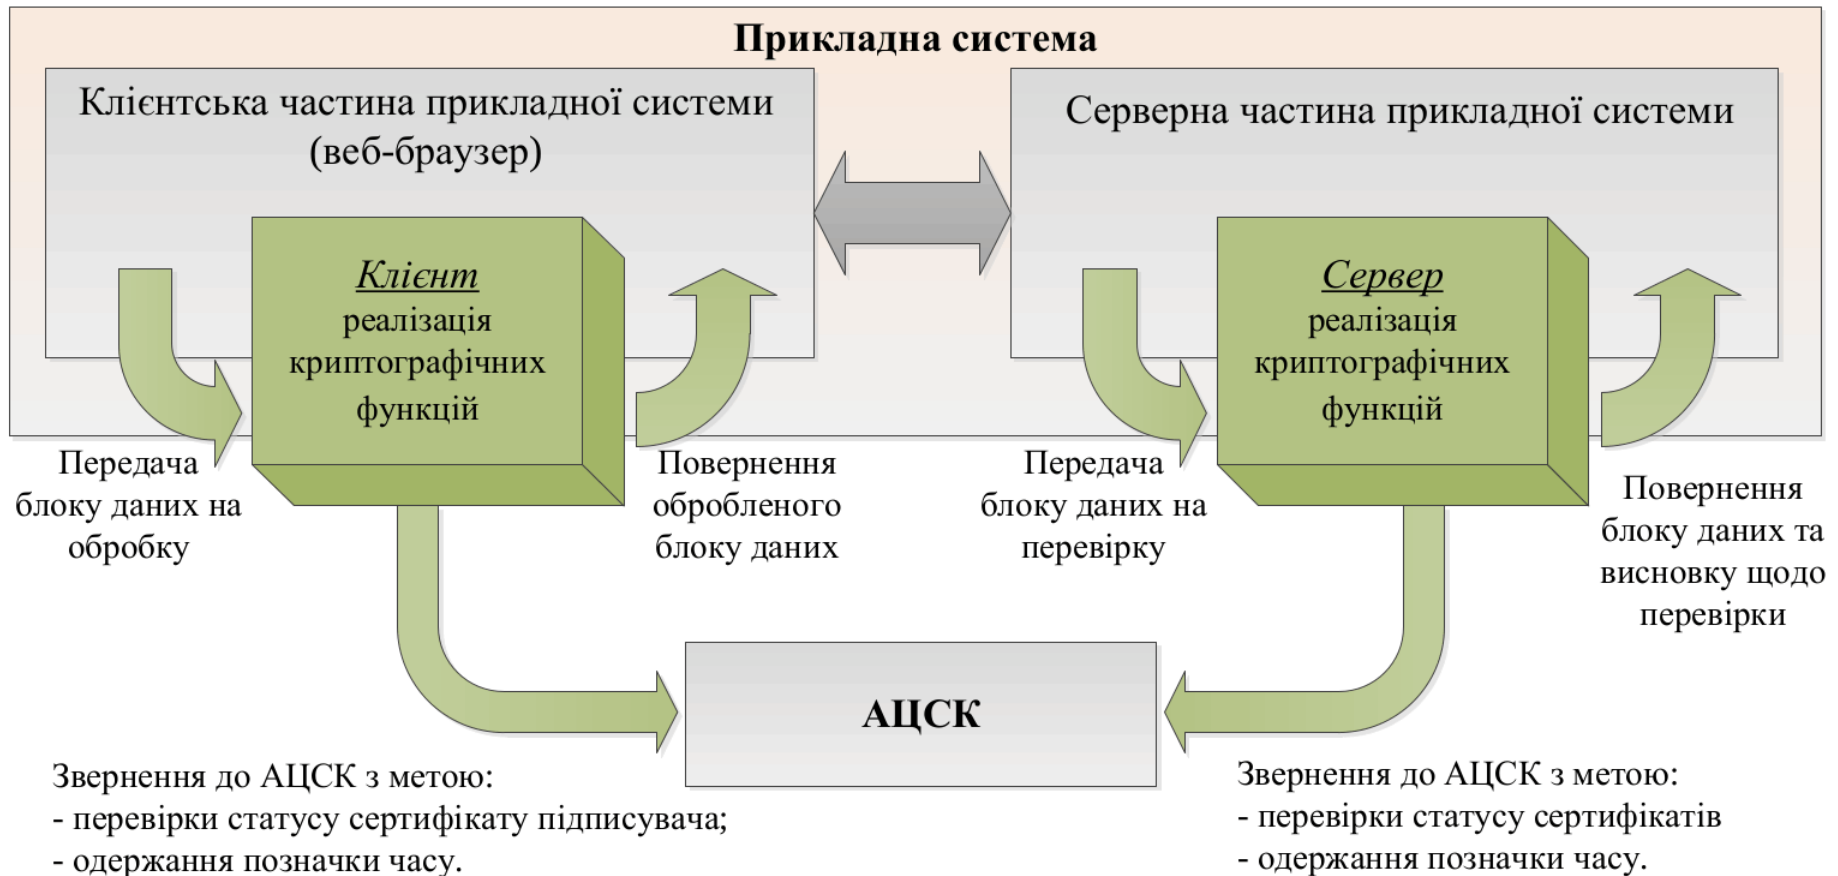 Прикладна система
Клієнтська частина прикладної системи
(веб-браузер)
Серверна частина прикладної системи
Клієнт
реалізація
криптографічних
функцій
Сервер
реалізація
криптографічних
функцій
Передача
блоку даних на
обробку
Повернення
обробленого
блоку даних
Передача
блоку даних на
перевірку
Повернення
блоку даних та
висновку щодо
перевірки
АЦСК
Звернення до АЦСК з метою:
- перевірки статусу сертифікату підписувача;
- одержання позначки часу.
Звернення до АЦСК з метою:
- перевірки статусу сертифікатів
- одержання позначки часу.